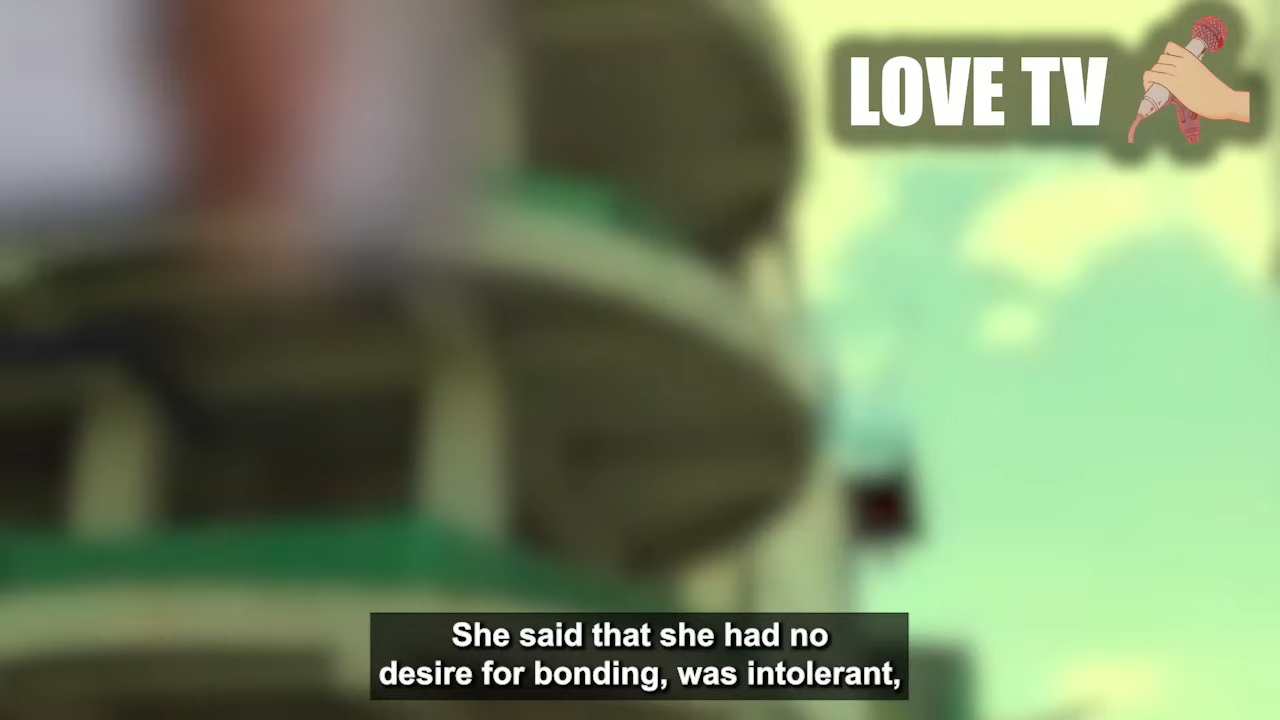 LOVE TV
She said that she had no
desire for bonding, was intolerant,